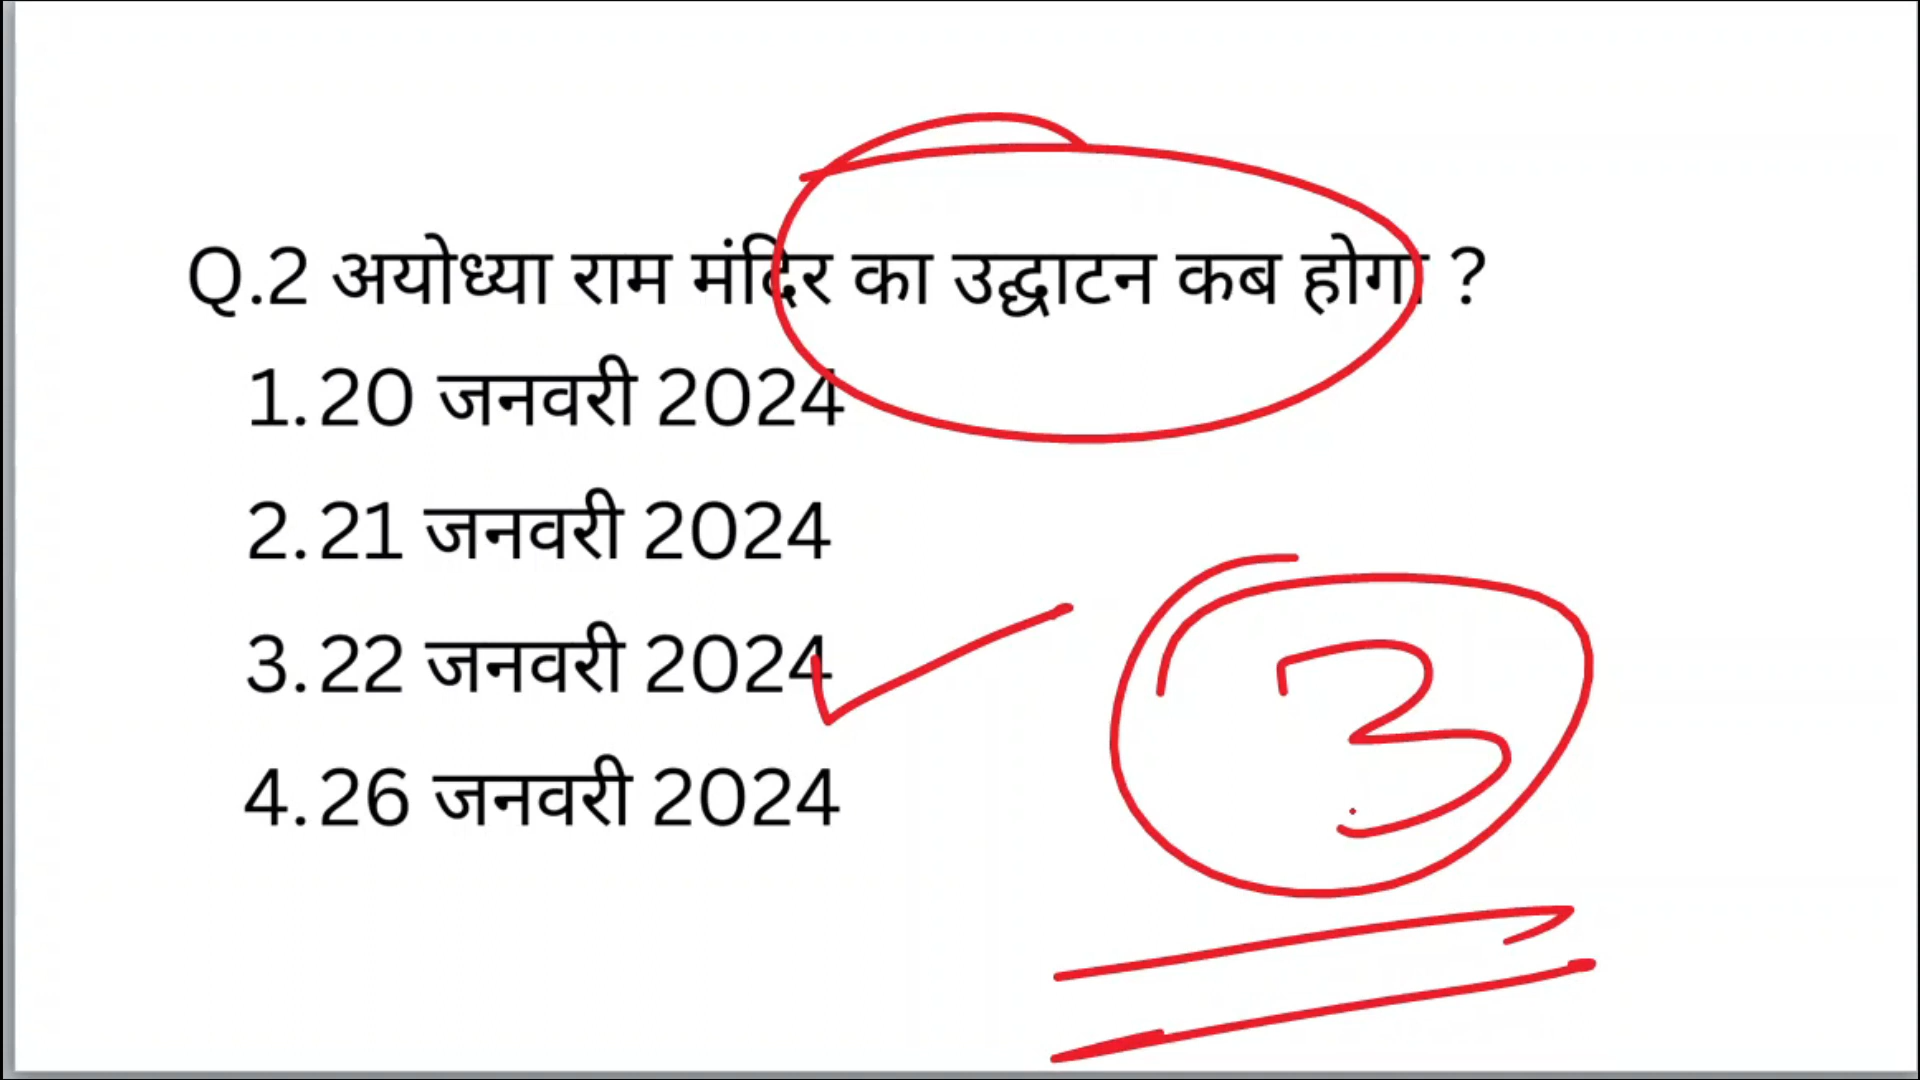 Q.2 अयोध्या राम मंदिर का उद्घाटन कब होगा ?
1. 20 जनवरी 2024
2. 21 जनवरी 2024
3. 22 जनवरी 2024
3
4. 26 जनवरी 2024